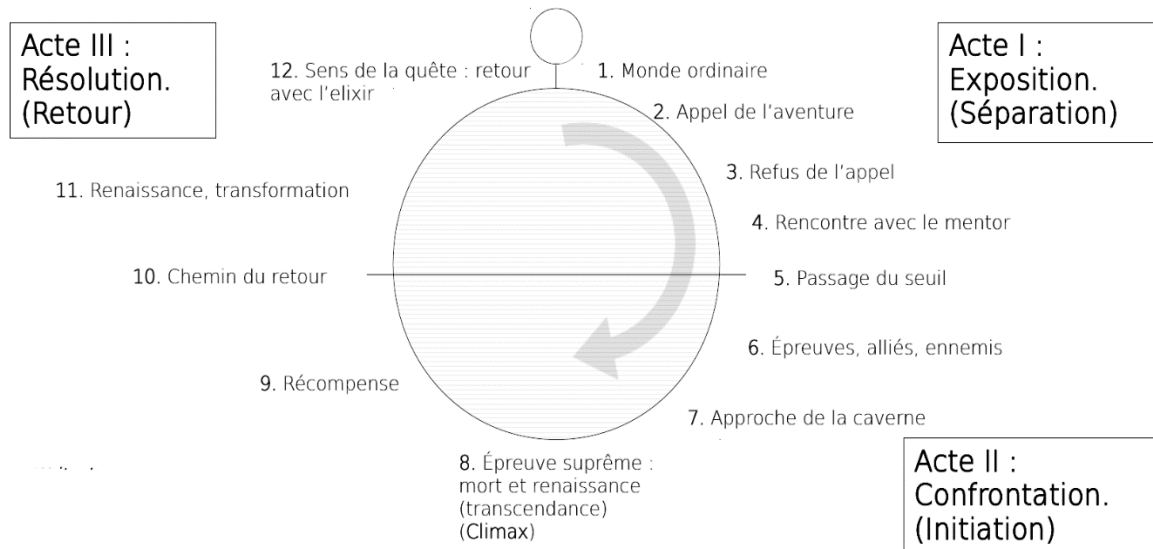 Acte III :
Résolution.
(Retour)
Acte I :
Exposition.
(Séparation)
12. Sens de la quête : retour
avec l'elixir
1. Monde ordinaire
2. Appel de l'aventure
3. Refus de l'appel
4. Rencontre avec le mentor
5. Passage du seuil
6. Épreuves, alliés, ennemis
7. Approche de la caverne
8. Épreuve suprême :
mort et renaissance
(transcendance)
(Climax)
9. Récompense
10. Chemin du retour
11. Renaissance, transformation
Acte II :
Confrontation.
(Initiation)